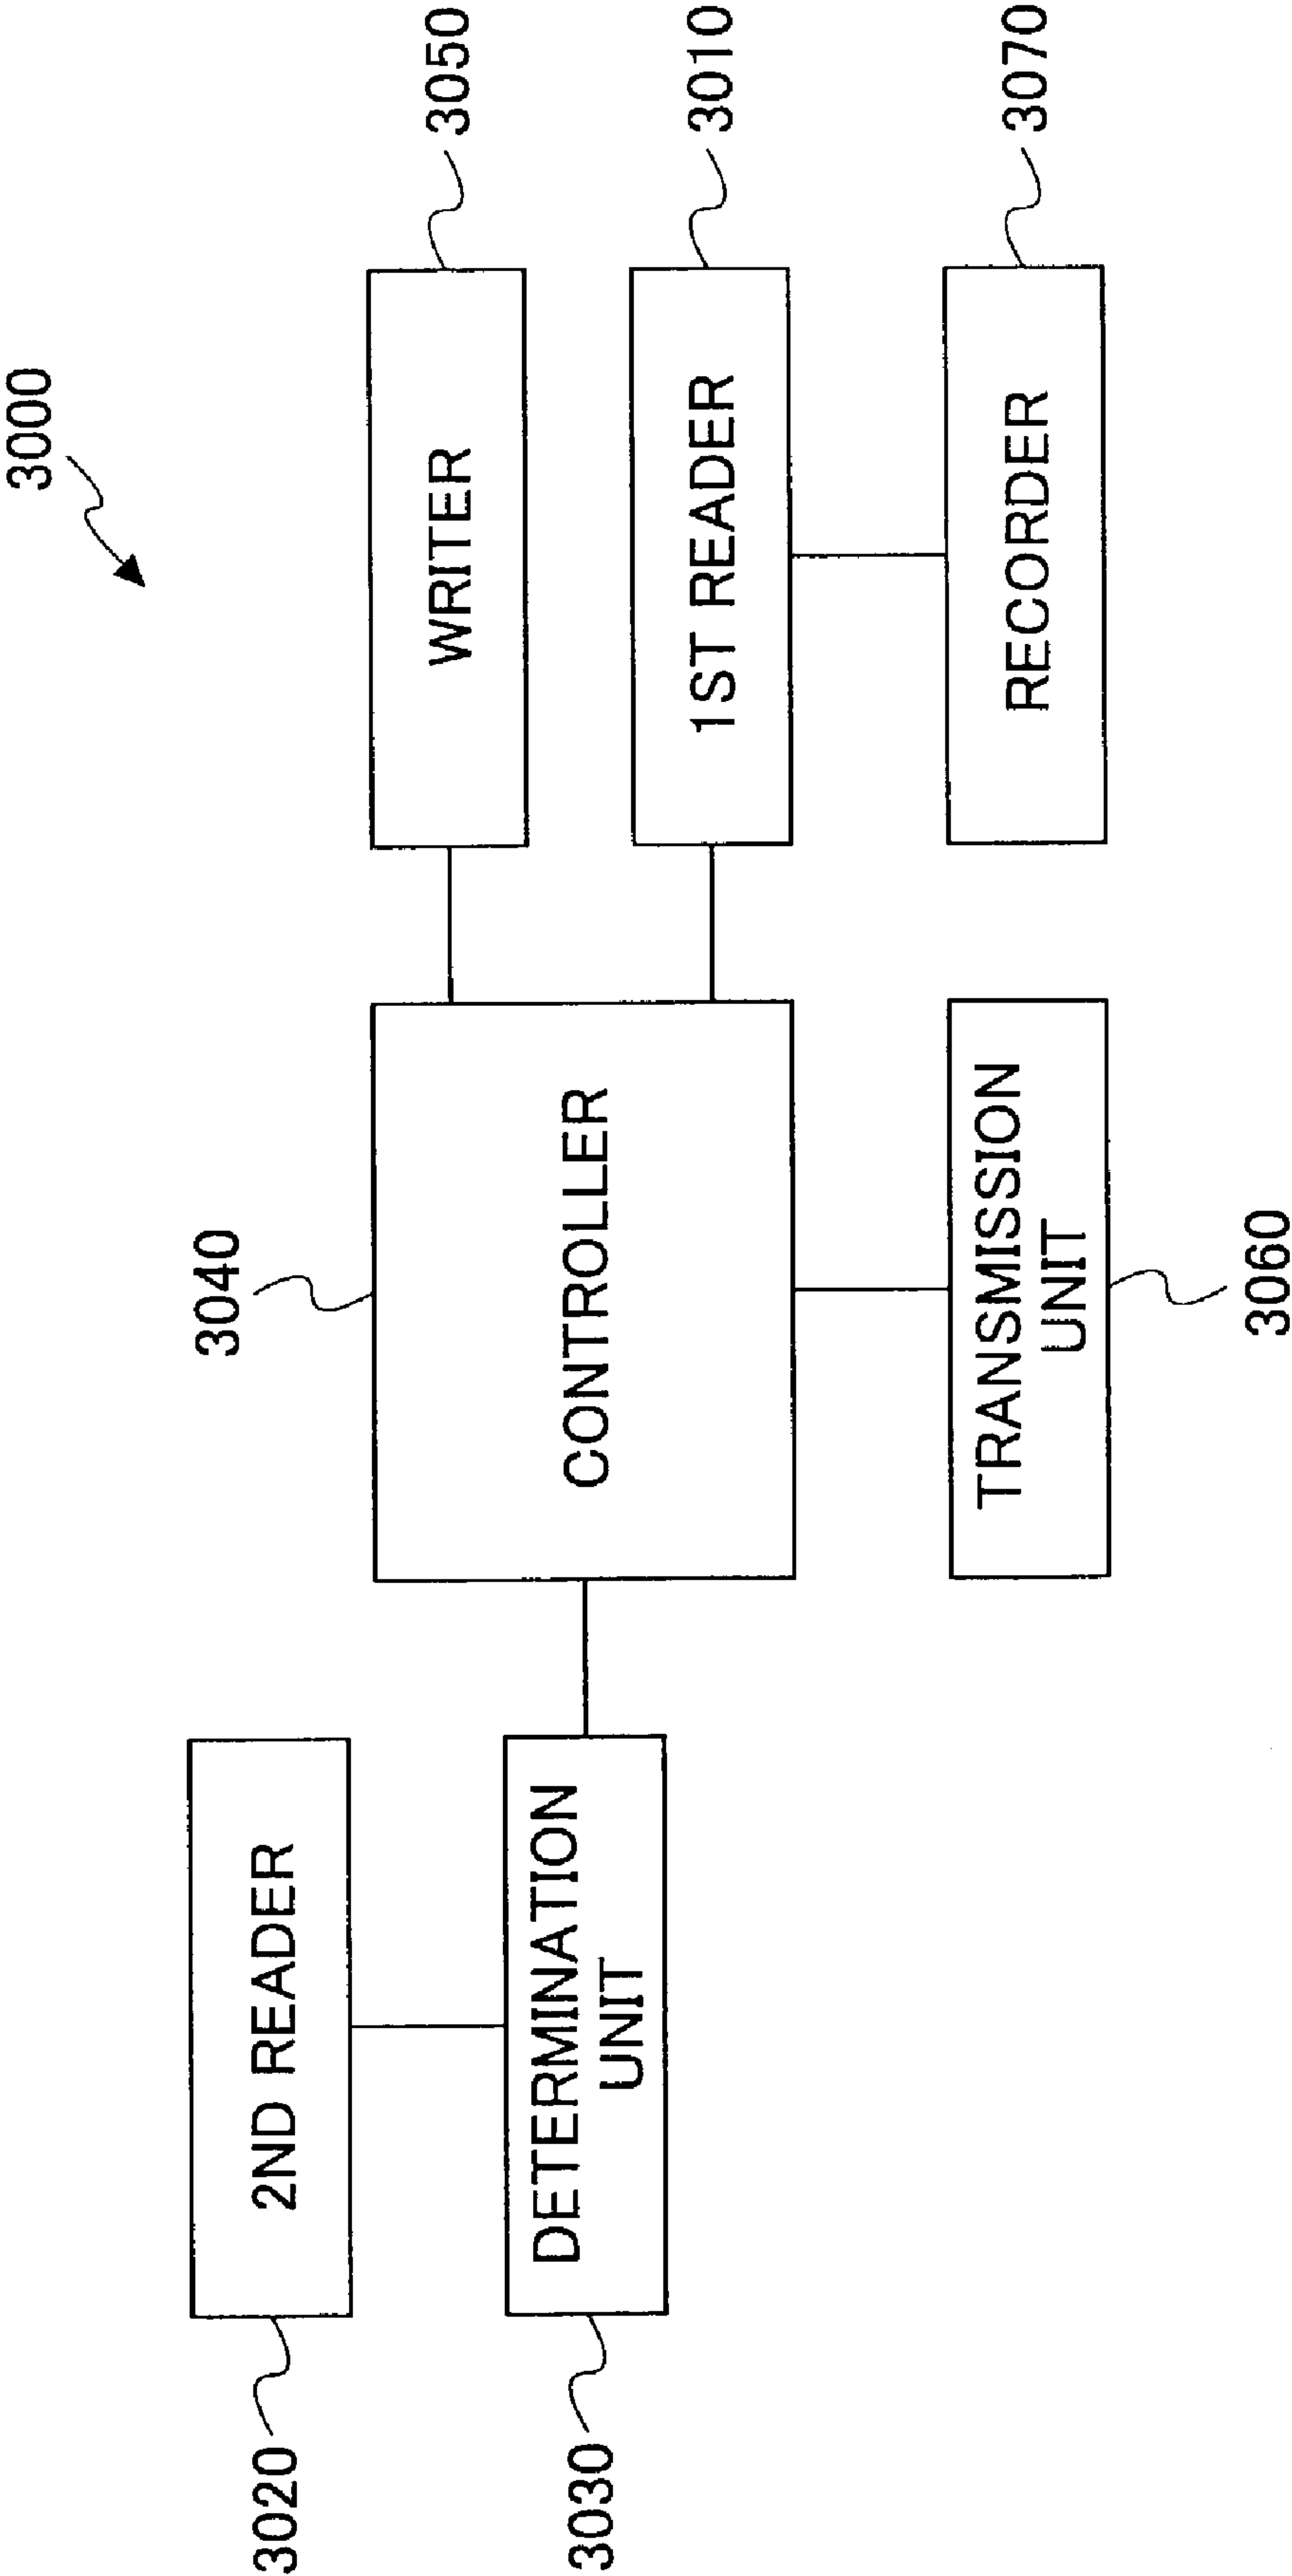 3000
3040
3020
2ND READER
WRITER
3050
3030
DETERMINATION
UNIT
CONTROLLER
1ST READER
3010
TRANSMISSION
UNIT
RECORDER
3070
3060